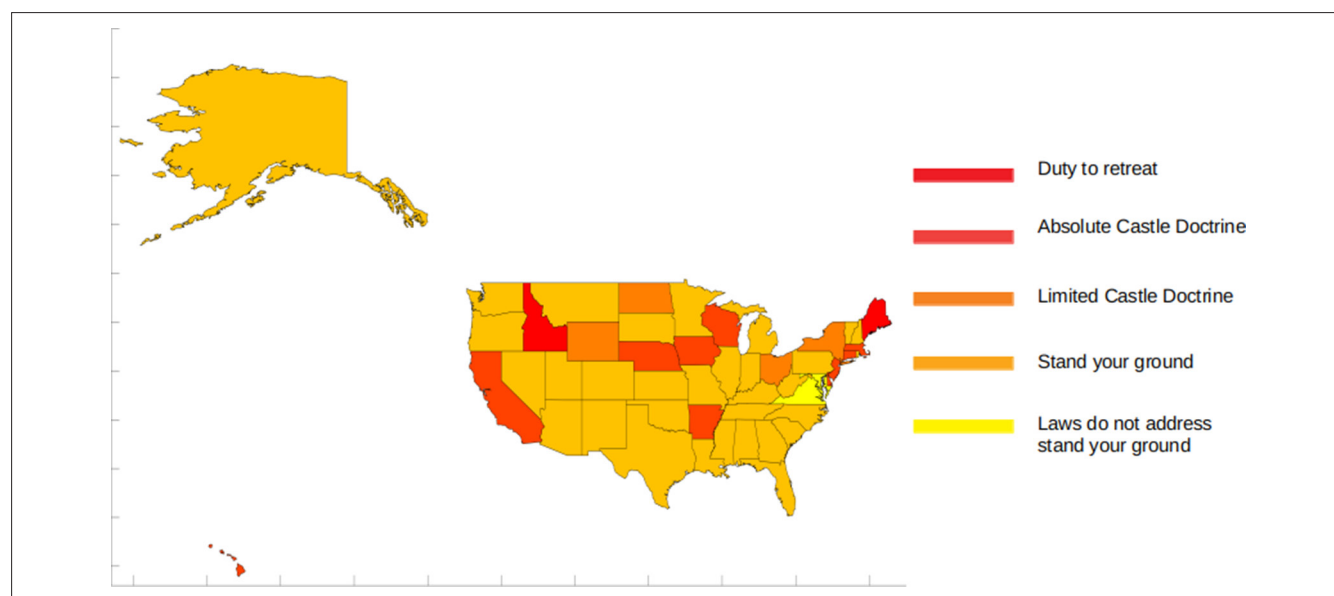 Duty to retreat
Absolute Castle Doctrine
Limited Castle Doctrine
Stand your ground
Laws do not address
stand your ground